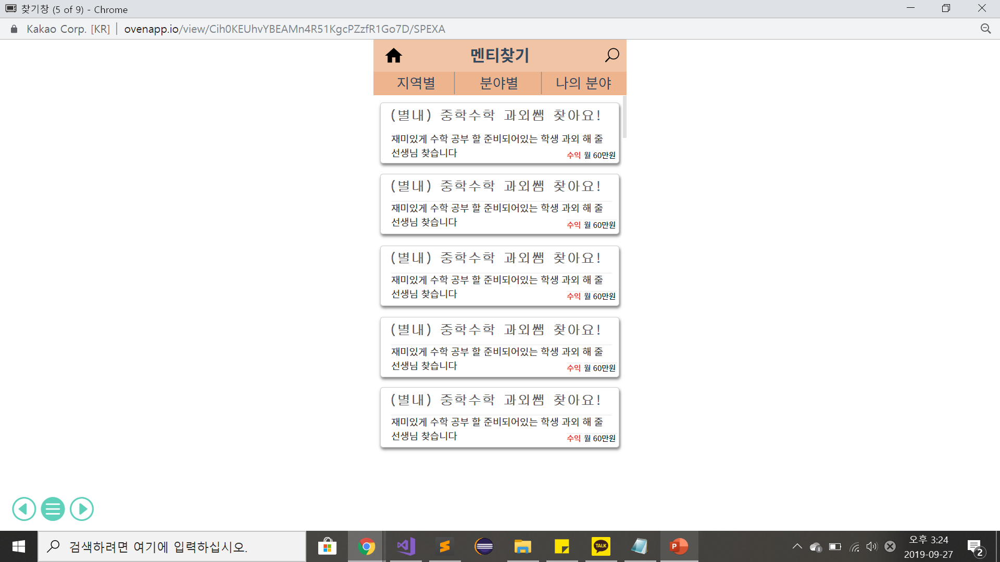 찾기창 (5 of 9) - Chrome
Kakao Corp. [KR] | ovenapp.io/view/Cih0KEUhvYBEAMn4R51KgcPZzfR1Go7D/SPEXA
멘티찾기
지역별 분야별 나의 분야
(별내) 중학수학 과외쌤 찾아요!
재미있게 수학 공부 할 준비되어있는 학생 과외 해 줄
선생님 찾습니다
수익 월 60만원
(별내) 중학수학 과외쌤 찾아요!
재미있게 수학 공부 할 준비되어있는 학생 과외 해 줄
선생님 찾습니다
수익 월 60만원
(별내) 중학수학 과외쌤 찾아요!
재미있게 수학 공부 할 준비되어있는 학생 과외 해 줄
선생님 찾습니다
수익 월 60만원
(별내) 중학수학 과외쌤 찾아요!
재미있게 수학 공부 할 준비되어있는 학생 과외 해 줄
선생님 찾습니다
수익 월 60만원
(별내) 중학수학 과외쌤 찾아요!
재미있게 수학 공부 할 준비되어있는 학생 과외 해 줄
선생님 찾습니다
수익 월 60만원
검색하려면 여기에 입력하십시오.
TALK
P
오후 3:24
2019-09-27
2